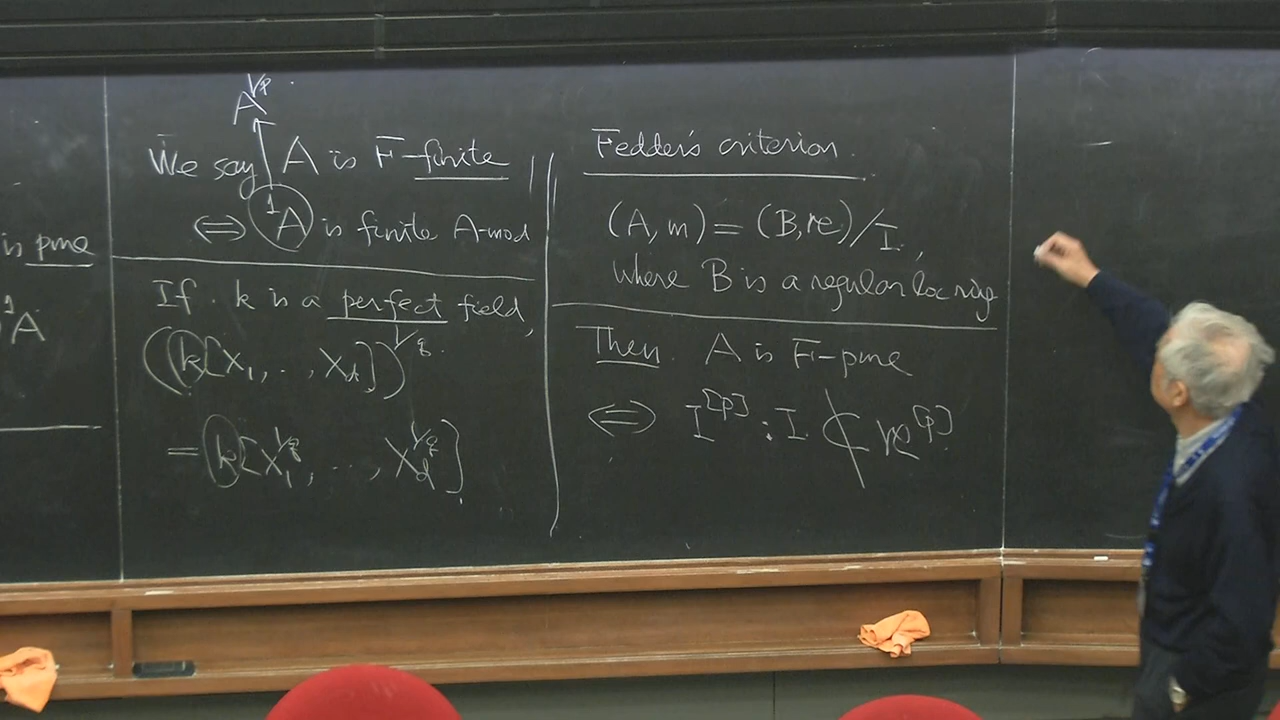 is pure
¹A
A^{1/p}
We say A is F-finite
⟺ ¹A is finite A-mod
If k is a perfect field,
(k[X₁, .., X_d])^{1/q}
= k[X₁^{1/q}, .., X_d^{1/q}]
Fedder's criterion
(A, m) = (B, n)/I,
where B is a regular loc ring
Then. A is F-pure
⟺ I^{[p]} : I ⊄ n^{[p]}